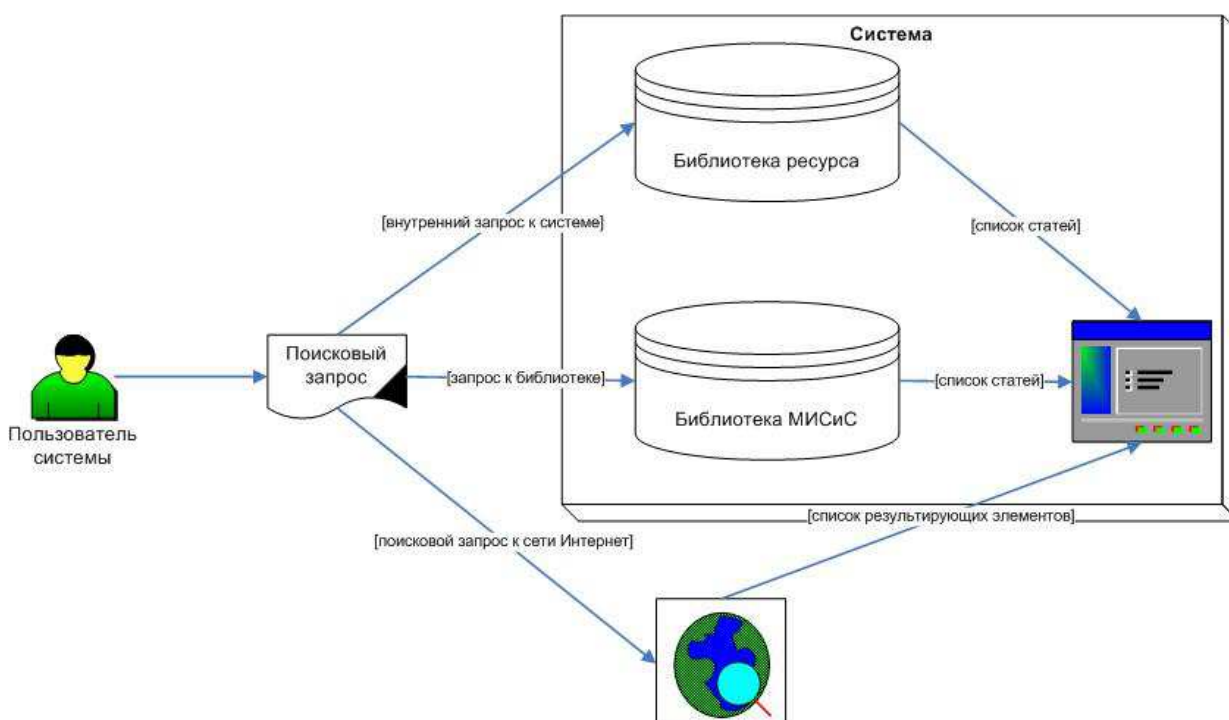 Система
Библиотека ресурса
[внутренний запрос к системе]
[список статей]
Поисковый
запрос
[запрос к библиотеке]
[список статей]
Библиотека МИСиС
Пользователь
системы
[список результирующих элементов]
[поисковой запрос к сети Интернет]